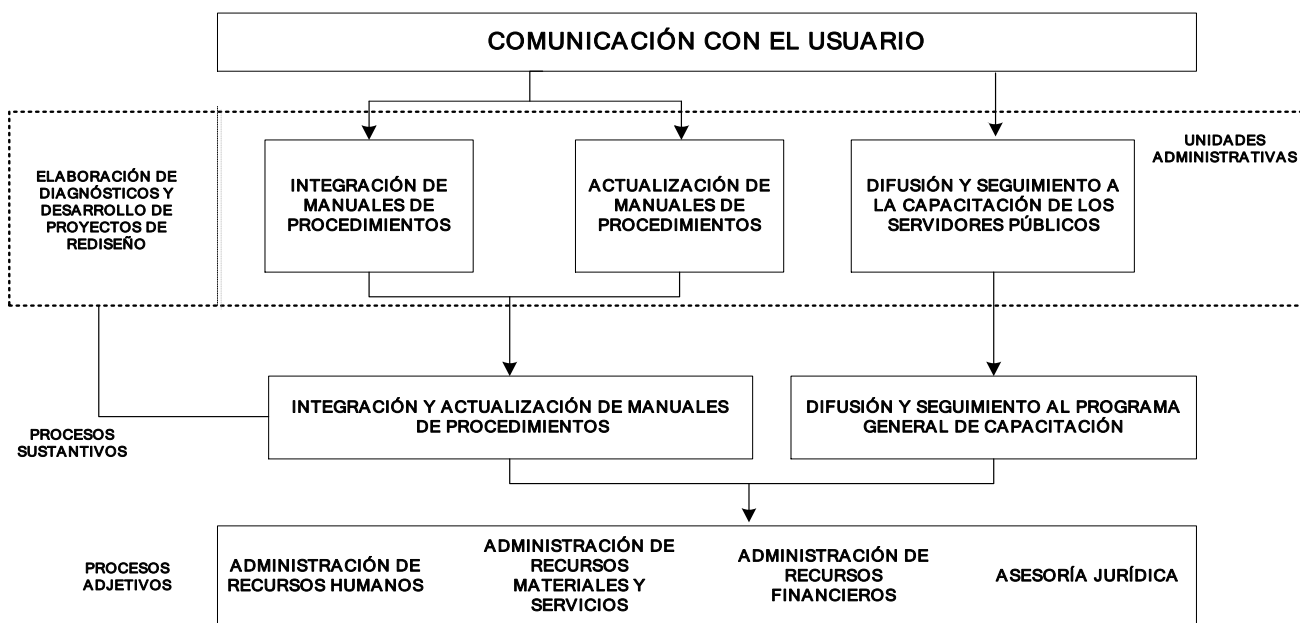 COMUNICACIÓN CON EL USUARIO
UNIDADES
ADMINISTRATIVAS
ELABORACIÓN DE
DIAGNÓSTICOS Y
DESARROLLO DE
PROYECTOS DE
REDISEÑO
INTEGRACIÓN DE
MANUALES DE
PROCEDIMIENTOS
ACTUALIZACIÓN DE
MANUALES DE
PROCEDIMIENTOS
DIFUSIÓN Y SEGUIMIENTO A
LA CAPACITACIÓN DE LOS
SERVIDORES PÚBLICOS
INTEGRACIÓN Y ACTUALIZACIÓN DE MANUALES
DE PROCEDIMIENTOS
DIFUSIÓN Y SEGUIMIENTO AL PROGRAMA
GENERAL DE CAPACITACIÓN
PROCESOS
SUSTANTIVOS
PROCESOS
ADJETIVOS
ADMINISTRACIÓN DE
RECURSOS HUMANOS
ADMINISTRACIÓN DE
RECURSOS
MATERIALES Y
SERVICIOS
ADMINISTRACIÓN DE
RECURSOS
FINANCIEROS
ASESORÍA JURÍDICA